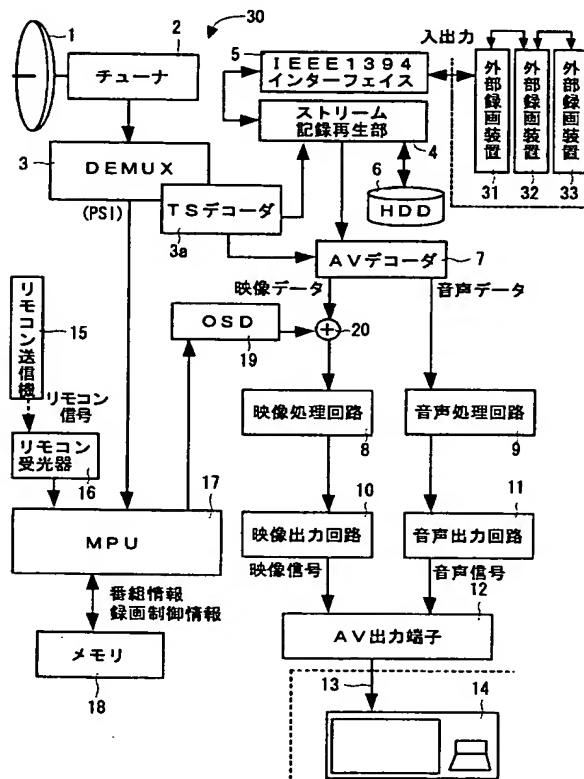 30
1
2
チューナ
5
IEEE1394
インターフェイス
入出力
外部録画装置
外部録画装置
外部録画装置
31
32
33
ストリーム
記録再生部
4
3
DEMUX
(PSI)
TSデコーダ
3a
6
HDD
AVデコーダ
7
映像データ
音声データ
リモコン送信機
15
OSD
19
20
リモコン
信号
映像処理回路
8
音声処理回路
9
リモコン
受光器
16
17
MPU
10
映像出力回路
映像信号
11
音声出力回路
音声信号
番組情報
録画制御情報
12
AV出力端子
メモリ
18
13
14